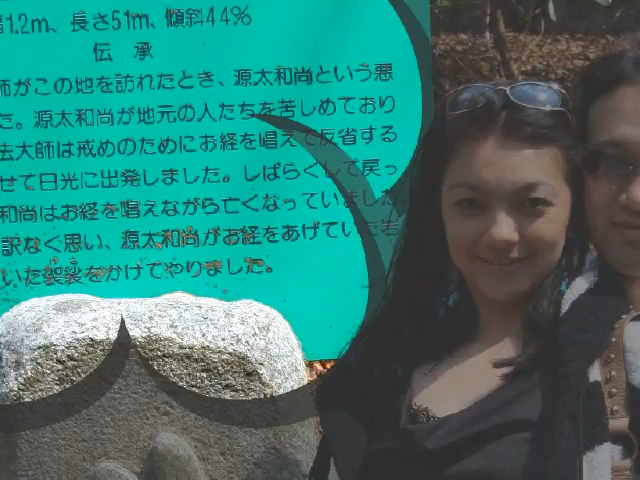 1.2m、長さ51m、傾斜44%
伝 承
師がこの地を訪れたとき、源太和尚という悪
た。源太和尚が地元の人たちを苦しめており
法大師は戒めのためにお経を唱えて反省する
せて日光に出発しました。しばらくして戻っ
和尚はお経を唱えながら亡くなっていました
訳なく思い、源太和尚がお経をあげていた岩
いた袈裟をかけてやりました。